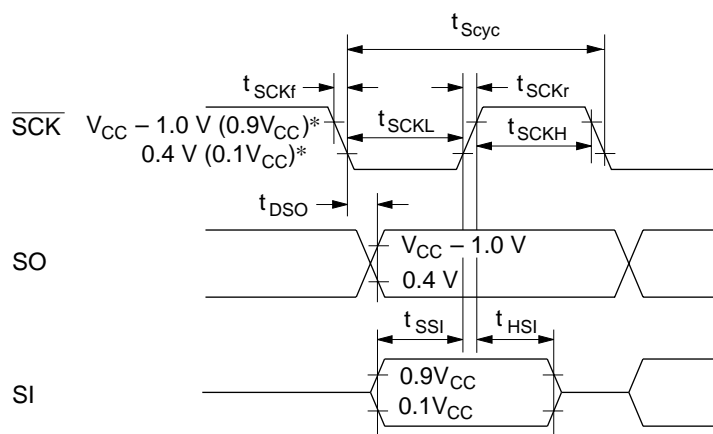 tScyc
tSCKf
tSCKr
SCK VCC – 1.0 V (0.9VCC)*
tSCKL
tSCKH
0.4 V (0.1VCC)*
tDSO
SO
VCC – 1.0 V
0.4 V
tSSI
tHSI
SI
0.9VCC
0.1VCC